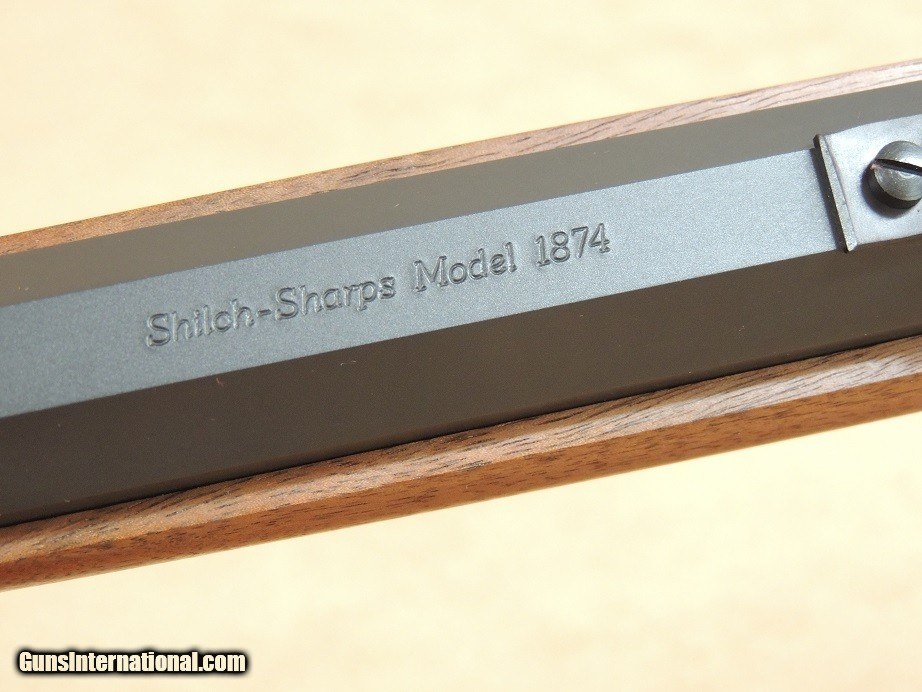 Shiloh-Sharps Model 1874
GunsInternational.com